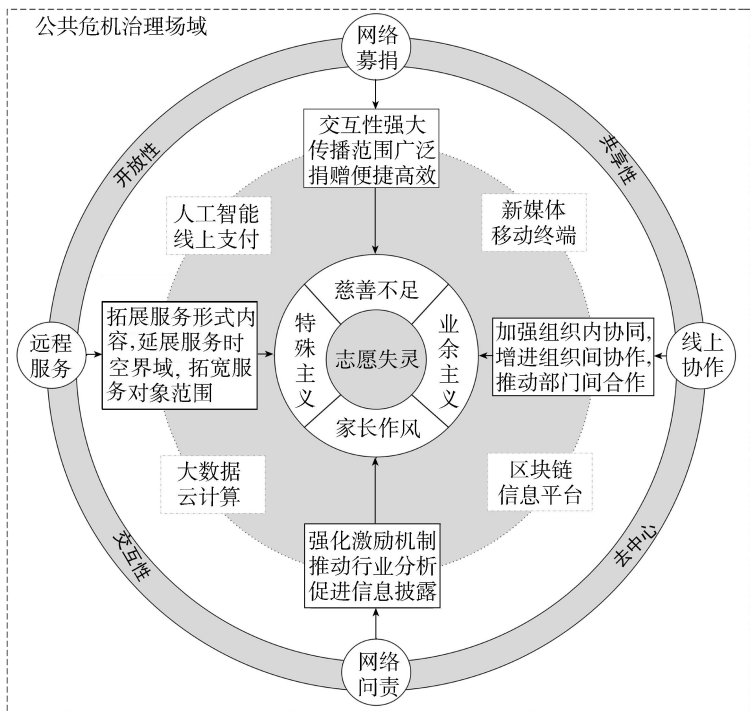 公共危机治理场域
网络
募捐
开放性
共享性
交互性强大
传播范围广泛
捐赠便捷高效
人工智能
线上支付
新媒体
移动终端
慈善不足
特殊主义
志愿失灵
业余主义
家长作风
远程
服务
拓展服务形式内
容,延展服务时
空界域,拓宽服
务对象范围
加强组织内协同,
增进组织间协作,
推动部门间合作
线上
协作
大数据
云计算
区块链
信息平台
交互性
去中心
强化激励机制
推动行业分析
促进信息披露
网络
问责